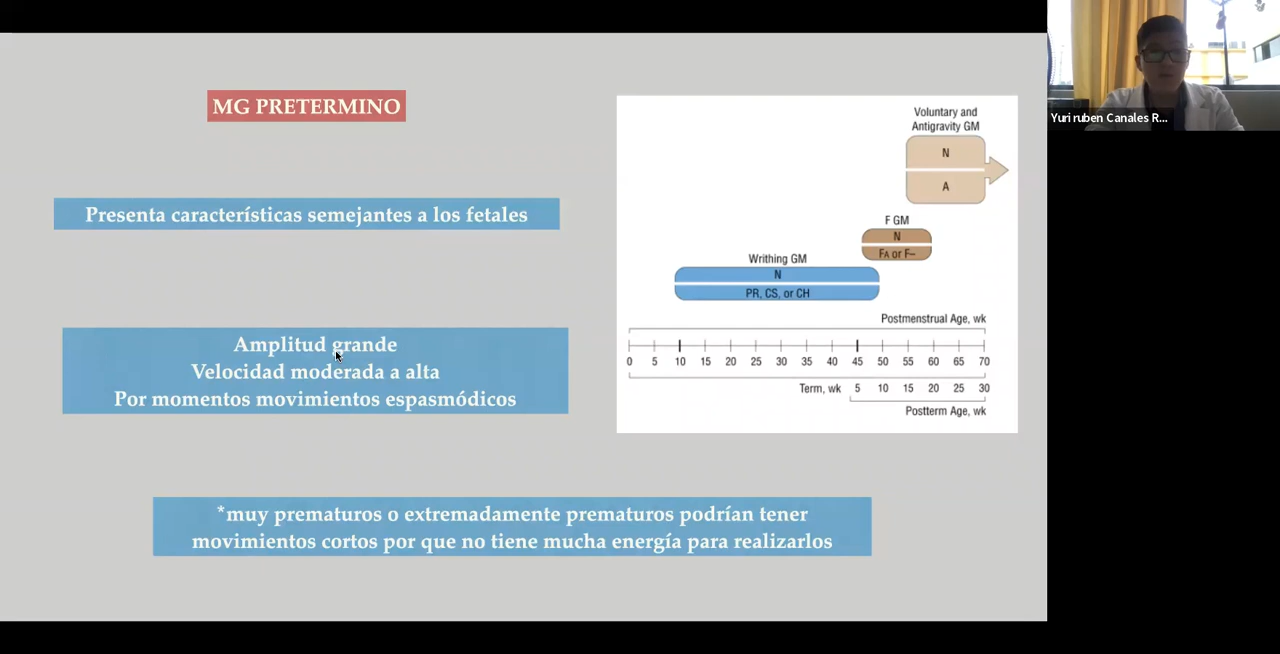 MG PRETERMINO
Presenta características semejantes a los fetales
Amplitud grande
Velocidad moderada a alta
Por momentos movimientos espasmódicos
*muy prematuros o extremadamente prematuros podrían tener
movimientos cortos por que no tiene mucha energía para realizarlos
Voluntary and
Antigravity GM
N
A
F GM
N
FA or F–
Writhing GM
N
PR, CS, or CH
Postmenstrual Age, wk
0 5 10 15 20 25 30 35 40 45 50 55 60 65 70
Term, wk 5 10 15 20 25 30
Postterm Age, wk
Yuri ruben Canales R...